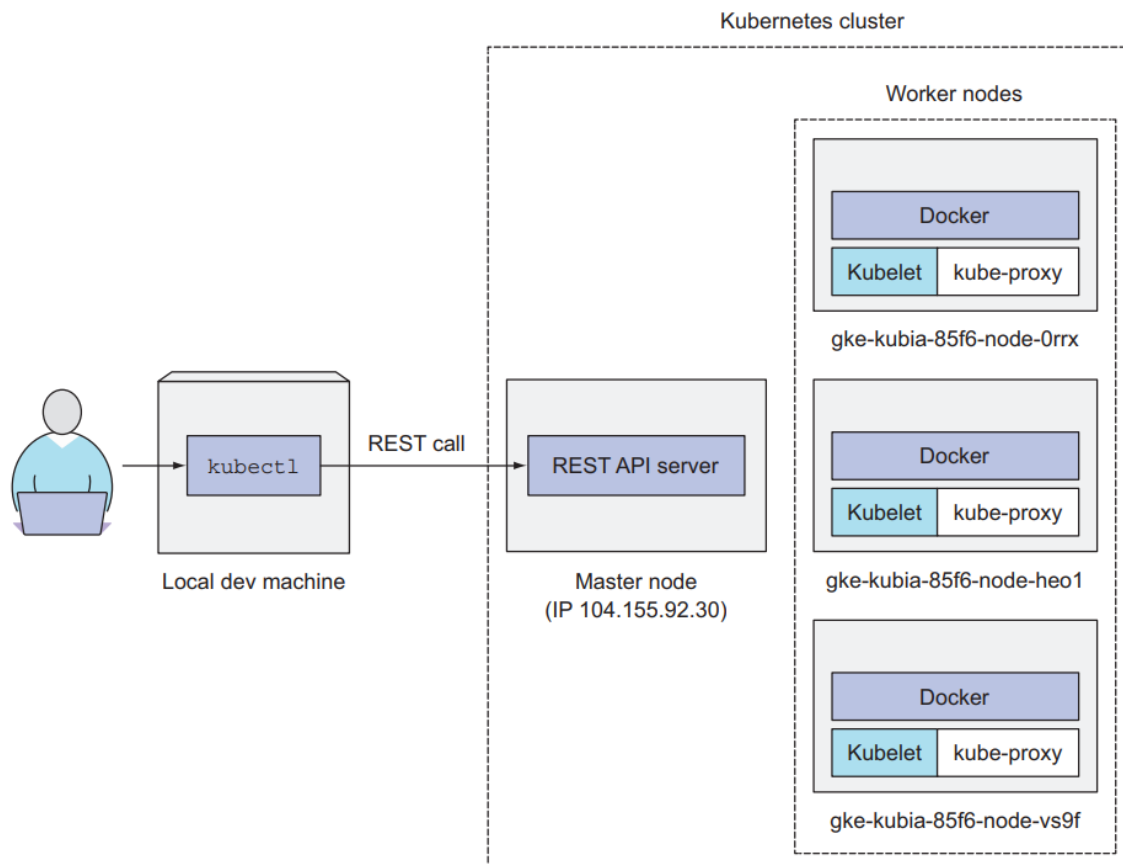 Kubernetes cluster
Worker nodes
Docker
Kubelet
kube-proxy
gke-kubia-85f6-node-0rrx
kubectl
REST call
REST API server
Docker
Kubelet
kube-proxy
Local dev machine
Master node
(IP 104.155.92.30)
gke-kubia-85f6-node-heo1
Docker
Kubelet
kube-proxy
gke-kubia-85f6-node-vs9f